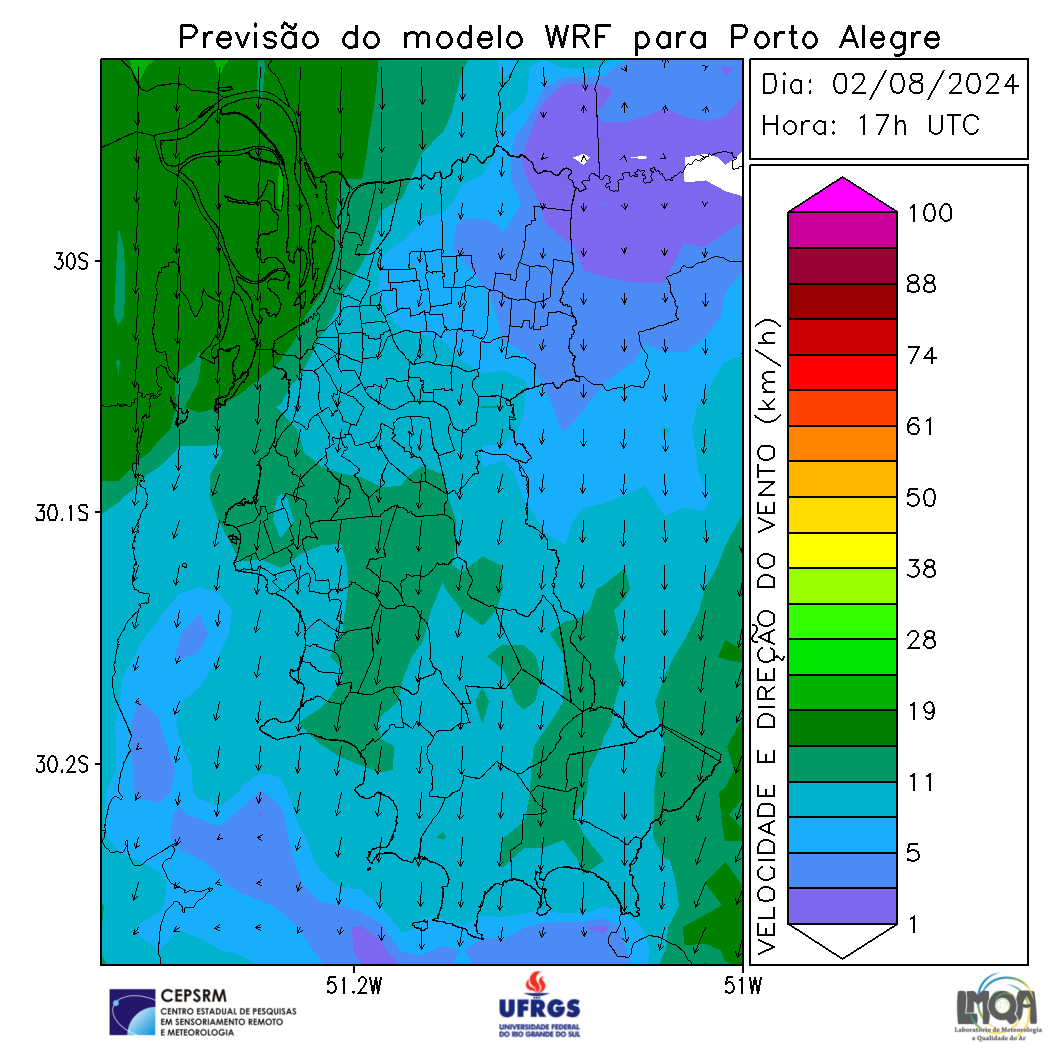 Previsão do modelo WRF para Porto Alegre
Dia: 02/08/2024
Hora: 17h UTC
30S
30.1S
30.2S
51.2W
51W
VELOCIDADE E DIREÇÃO DO VENTO (km/h)
100
88
74
61
50
38
28
19
11
5
1
CEPSRM
CENTRO ESTADUAL DE PESQUISAS
EM SENSORIAMENTO REMOTO
E METEOROLOGIA
UFRGS
UNIVERSIDADE FEDERAL
DO RIO GRANDE DO SUL
LMQA
Laboratório de Meteorologia
e Qualidade do Ar